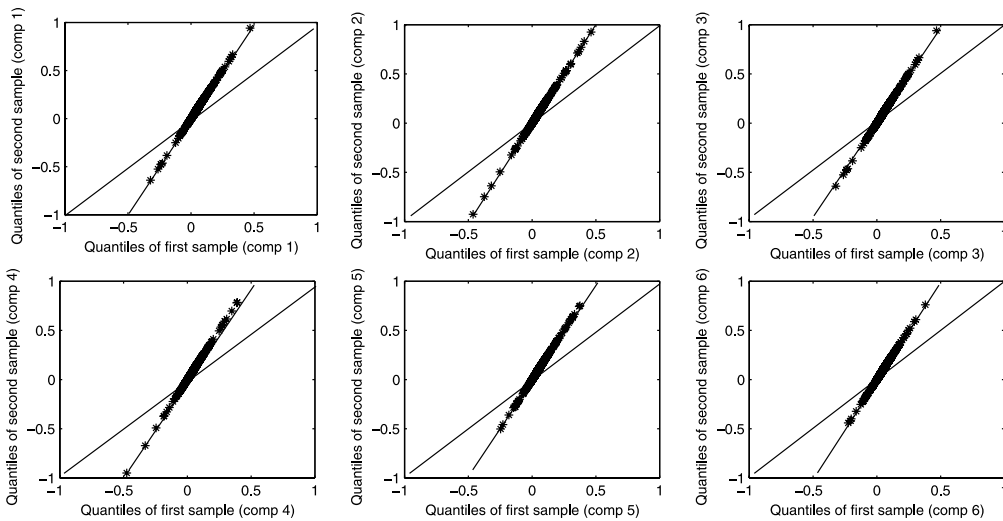 Quantiles of second sample (comp 1)
1
0.5
0
−0.5
−1
−1 −0.5 0 0.5 1
Quantiles of first sample (comp 1)
Quantiles of second sample (comp 2)
1
0.5
0
−0.5
−1
−1 −0.5 0 0.5 1
Quantiles of first sample (comp 2)
Quantiles of second sample (comp 3)
1
0.5
0
−0.5
−1
−1 −0.5 0 0.5 1
Quantiles of first sample (comp 3)
Quantiles of second sample (comp 4)
1
0.5
0
−0.5
−1
−1 −0.5 0 0.5 1
Quantiles of first sample (comp 4)
Quantiles of second sample (comp 5)
1
0.5
0
−0.5
−1
−1 −0.5 0 0.5 1
Quantiles of first sample (comp 5)
Quantiles of second sample (comp 6)
1
0.5
0
−0.5
−1
−1 −0.5 0 0.5 1
Quantiles of first sample (comp 6)